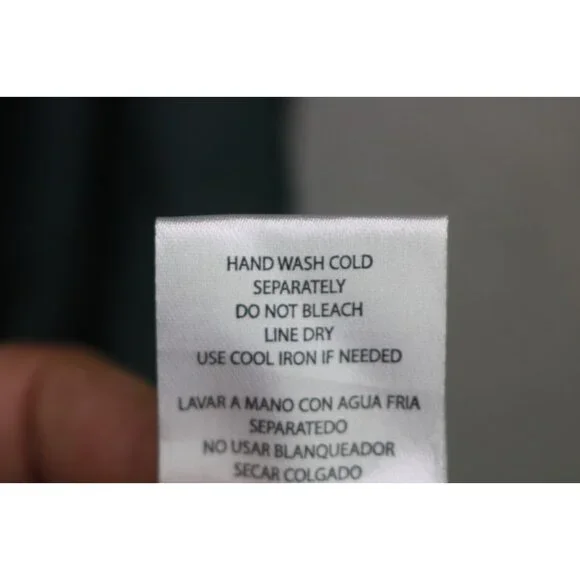 HAND WASH COLD
SEPARATELY
DO NOT BLEACH
LINE DRY
USE COOL IRON IF NEEDED
LAVAR A MANO CON AGUA FRIA
SEPARATEDO
NO USAR BLANQUEADOR
SECAR COLGADO